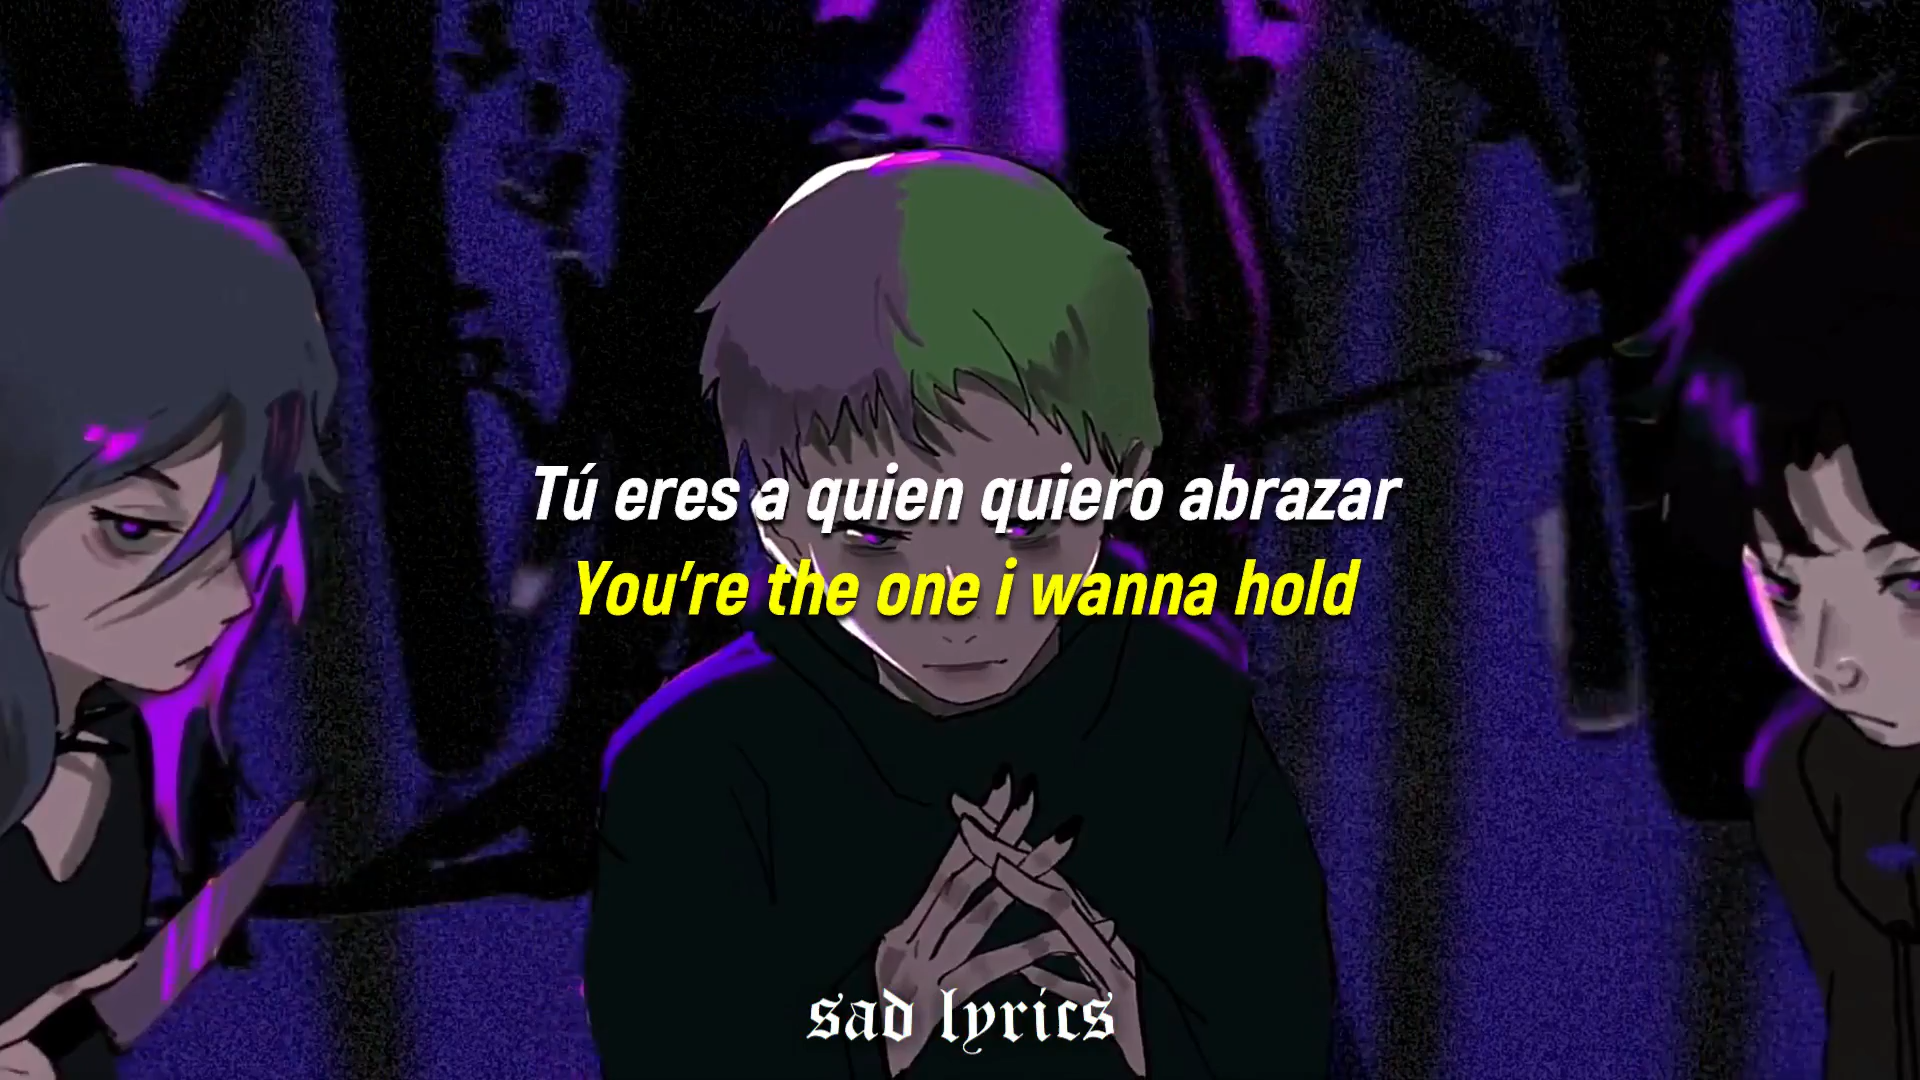 Tú eres a quien quiero abrazar
You're the one i wanna hold
sad lyrics